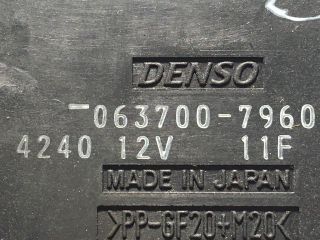 DENSO
-063700-7960
4240 12V 11F
MADE IN JAPAN
>PP-GF20+M20<